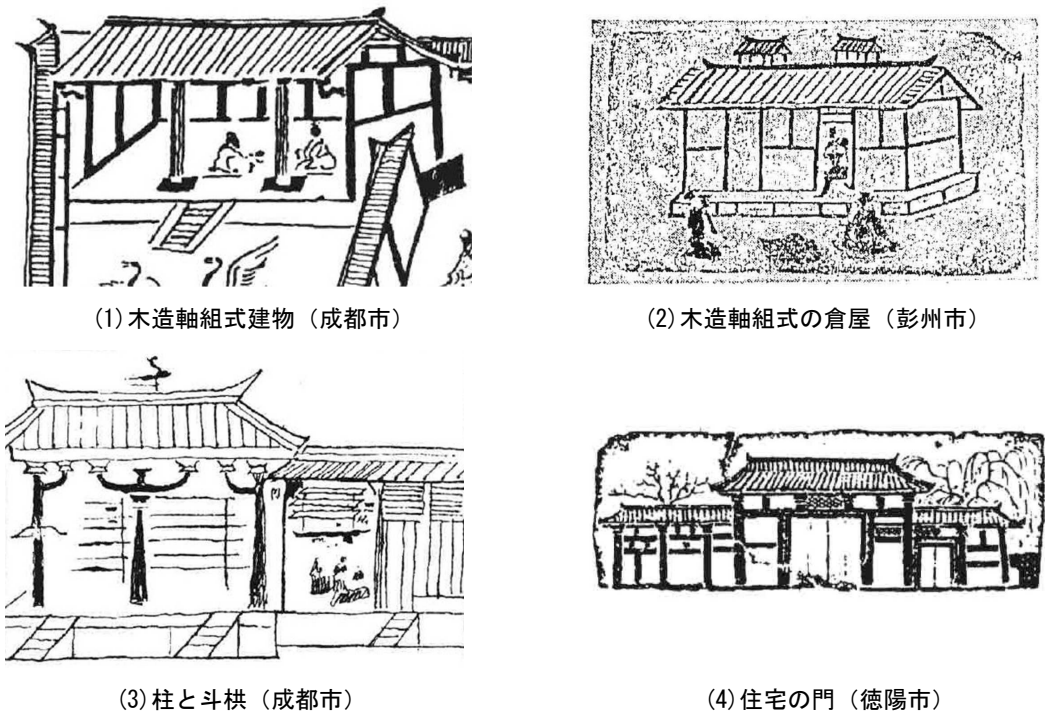 (1)木造軸組式建物（成都市）
(2)木造軸組式の倉屋（彭州市）
(3)柱と斗栱（成都市）
(4)住宅の門（徳陽市）